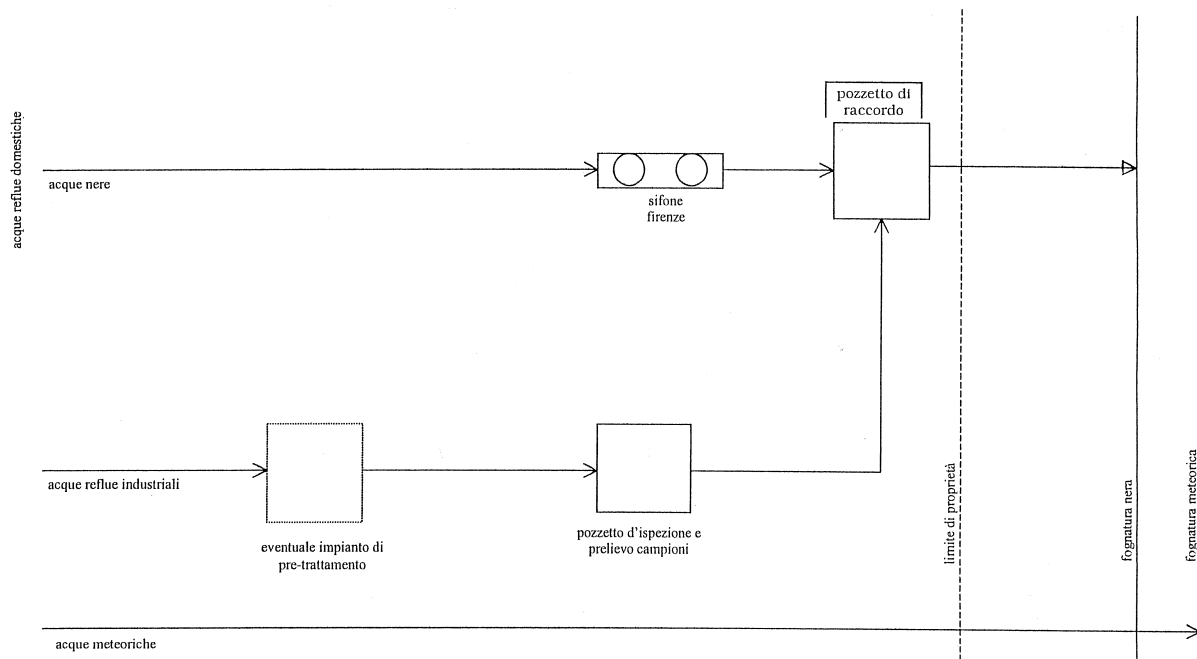 pozzetto di
raccordo
acque reflue domestiche
acque nere
sifone
firenze
acque reflue industriali
eventuale impianto di
pre-trattamento
pozzetto d'ispezione e
prelievo campioni
limite di proprietà
fognatura nera
fognatura meteorica
acque meteoriche